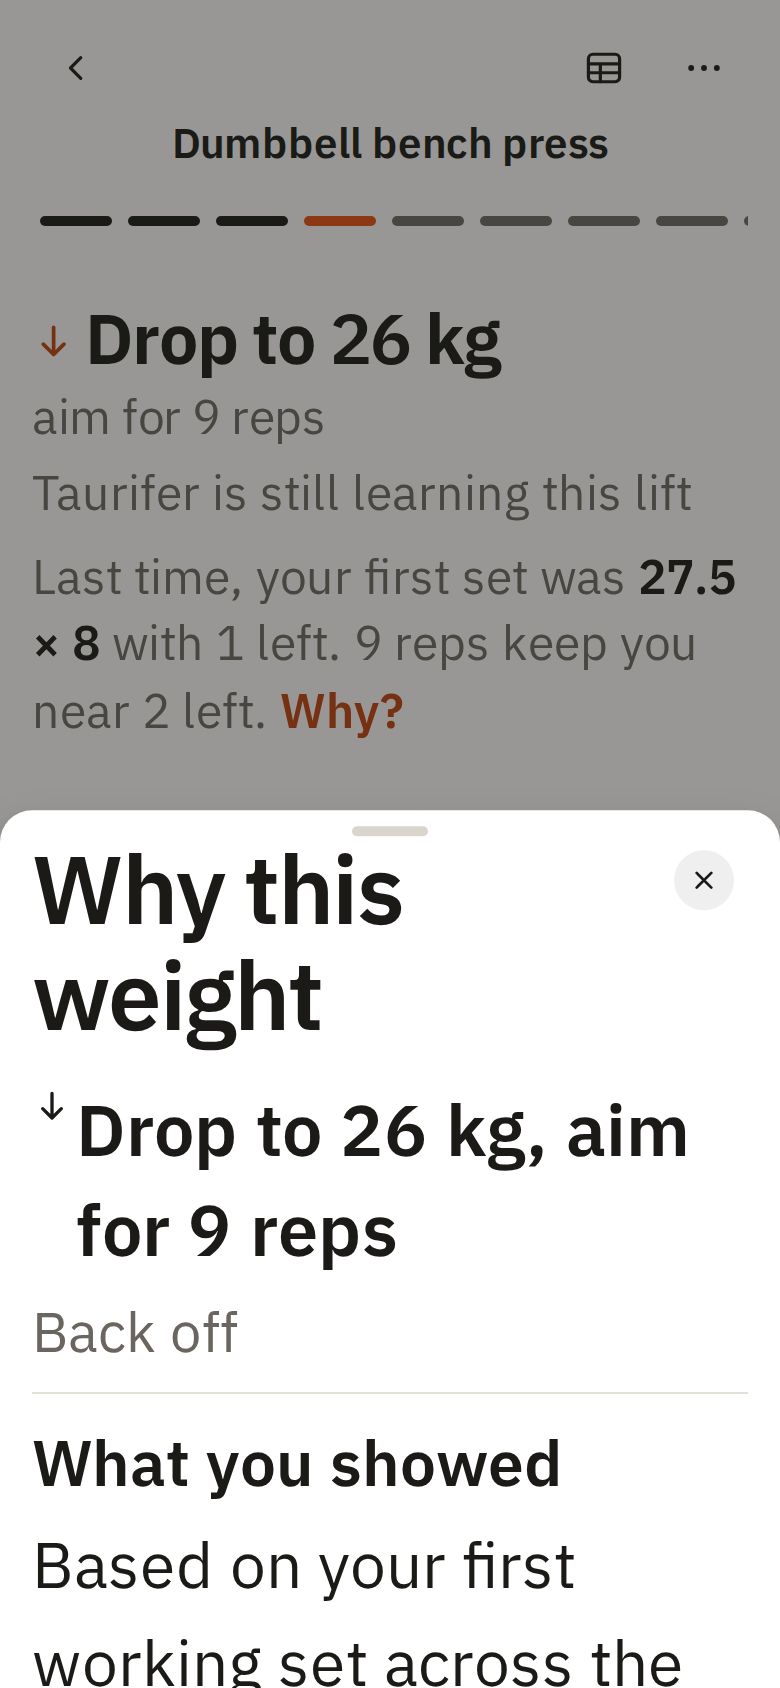 Dumbbell bench press
Drop to 26 kg
aim for 9 reps
Taurifer is still learning this lift
Last time, your first set was 27.5
× 8 with 1 left. 9 reps keep you
near 2 left. Why?
Why this
weight
Drop to 26 kg, aim
for 9 reps
Back off
What you showed
Based on your first
working set across the